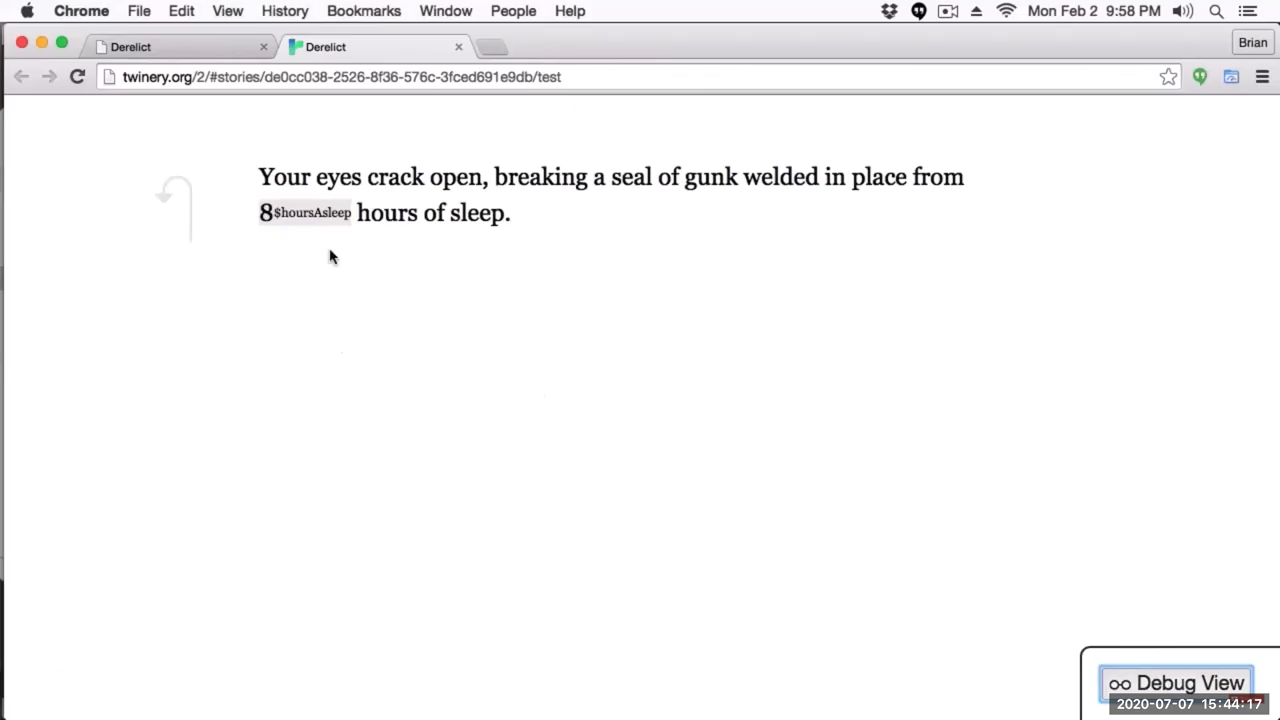 Chrome File Edit View History Bookmarks Window People Help Mon Feb 2 9:58 PM
Derelict Derelict Brian
twinery.org/2/#stories/de0cc038-2526-8f36-576c-3fced691e9db/test
Your eyes crack open, breaking a seal of gunk welded in place from
8$hoursAsleep hours of sleep.
Debug View
2020-07-07 15:44:17